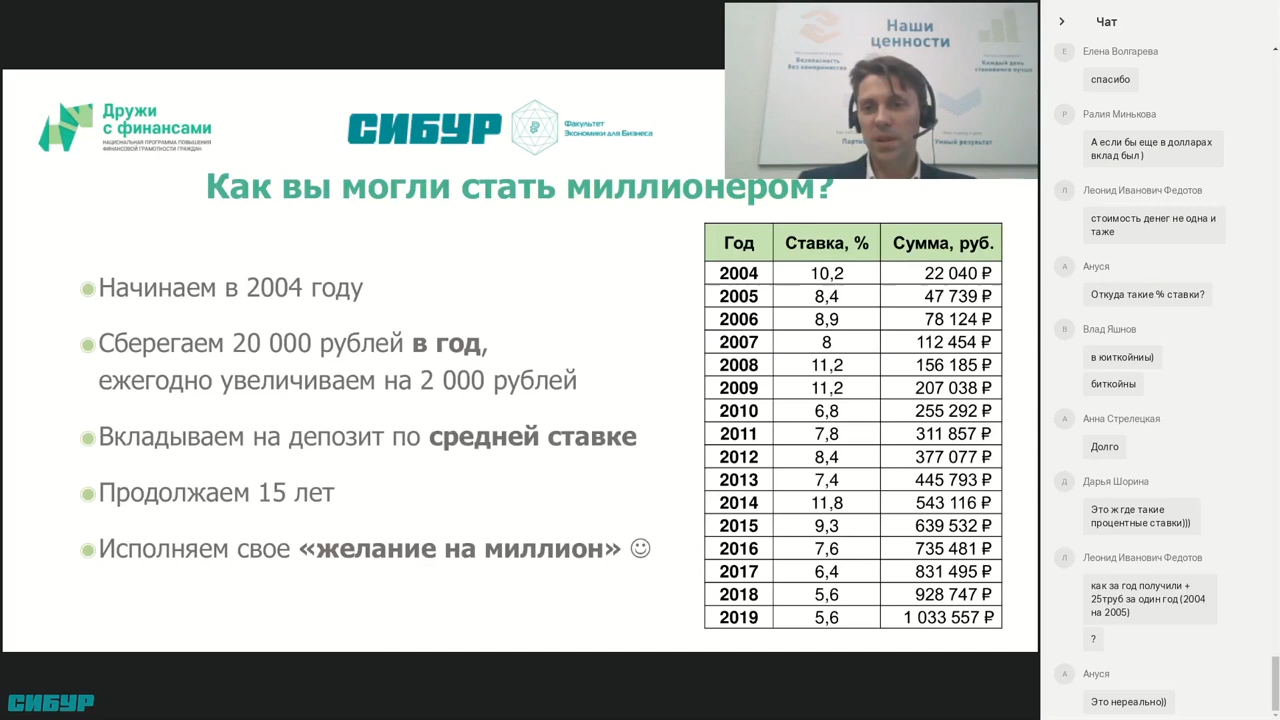 Наши
ценности
Безопасность
без компромиссов
Каждый день
становимся лучше
Умный результат
Дружи
с финансами
НАЦИОНАЛЬНАЯ ПРОГРАММА ПОВЫШЕНИЯ
ФИНАНСОВОЙ ГРАМОТНОСТИ ГРАЖДАН
СИБУР
Факультет
Экономики для Бизнеса
Как вы могли стать миллионером?
Начинаем в 2004 году
Сберегаем 20 000 рублей в год,
ежегодно увеличиваем на 2 000 рублей
Вкладываем на депозит по средней ставке
Продолжаем 15 лет
Исполняем свое «желание на миллион» ☺
Год Ставка, % Сумма, руб.
2004 10,2 22 040 ₽
2005 8,4 47 739 ₽
2006 8,9 78 124 ₽
2007 8 112 454 ₽
2008 11,2 156 185 ₽
2009 11,2 207 038 ₽
2010 6,8 255 292 ₽
2011 7,8 311 857 ₽
2012 8,4 377 077 ₽
2013 7,4 445 793 ₽
2014 11,8 543 116 ₽
2015 9,3 639 532 ₽
2016 7,6 735 481 ₽
2017 6,4 831 495 ₽
2018 5,6 928 747 ₽
2019 5,6 1 033 557 ₽
СИБУР
Чат
Е Елена Волгарева
спасибо
Р Ралия Минькова
А если бы еще в долларах
вклад был )
Л Леонид Иванович Федотов
стоимость денег не одна и
таже
А Ануся
Откуда такие % ставки?
В Влад Яшнов
в юиткойниы)
биткойны
А Анна Стрелецкая
Долго
Д Дарья Шорина
Это ж где такие
процентные ставки)))
Л Леонид Иванович Федотов
как за год получили +
25труб за один год (2004
на 2005)
?
А Ануся
Это нереально))